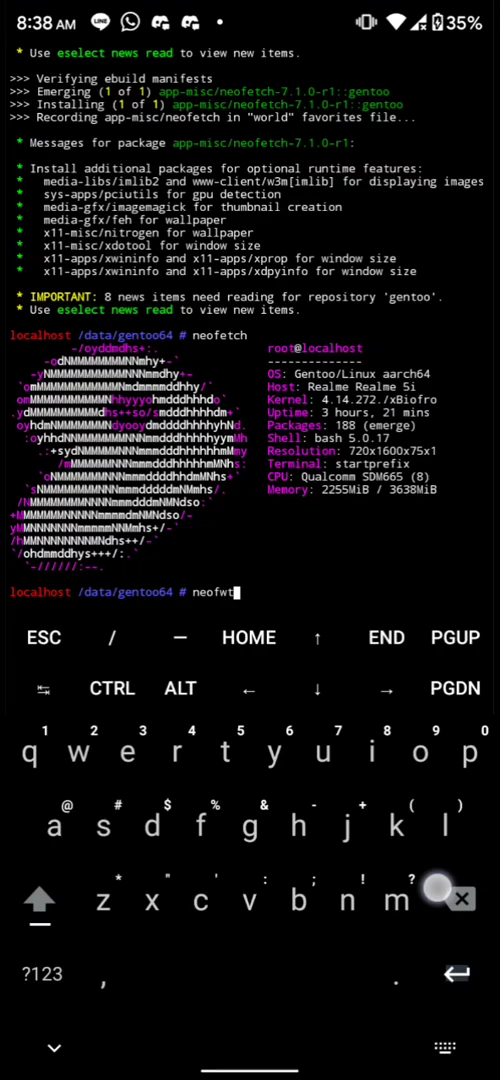 8:38 AM LINE 35%
* Use eselect news read to view new items.
>>> Verifying ebuild manifests
>>> Emerging (1 of 1) app-misc/neofetch-7.1.0-r1::gentoo
>>> Installing (1 of 1) app-misc/neofetch-7.1.0-r1::gentoo
>>> Recording app-misc/neofetch in "world" favorites file...
* Messages for package app-misc/neofetch-7.1.0-r1:
* Install additional packages for optional runtime features:
* media-libs/imlib2 and www-client/w3m[imlib] for displaying images
* sys-apps/pciutils for gpu detection
* media-gfx/imagemagick for thumbnail creation
* media-gfx/feh for wallpaper
* x11-misc/nitrogen for wallpaper
* x11-misc/xdotool for window size
* x11-apps/xwininfo and x11-apps/xprop for window size
* x11-apps/xwininfo and x11-apps/xdpyinfo for window size
* IMPORTANT: 8 news items need reading for repository 'gentoo'.
* Use eselect news read to view new items.
localhost /data/gentoo64 # neofetch
root@localhost
--------------
OS: Gentoo/Linux aarch64
Host: Realme Realme 5i
Kernel: 4.14.272./xBiofro
Uptime: 3 hours, 21 mins
Packages: 188 (emerge)
Shell: bash 5.0.17
Resolution: 720x1600x75x1
Terminal: startprefix
CPU: Qualcomm SDM665 (8)
Memory: 2255MiB / 3638MiB
localhost /data/gentoo64 # neofwt
ESC / — HOME ↑ END PGUP
↹ CTRL ALT ← ↓ → PGDN
1 2 3 4 5 6 7 8 9 0
q w e r t y u i o p
@ # $ % & - + ( )
a s d f g h j k l
* " ' : ; ! ?
z x c v b n m
?123 , .